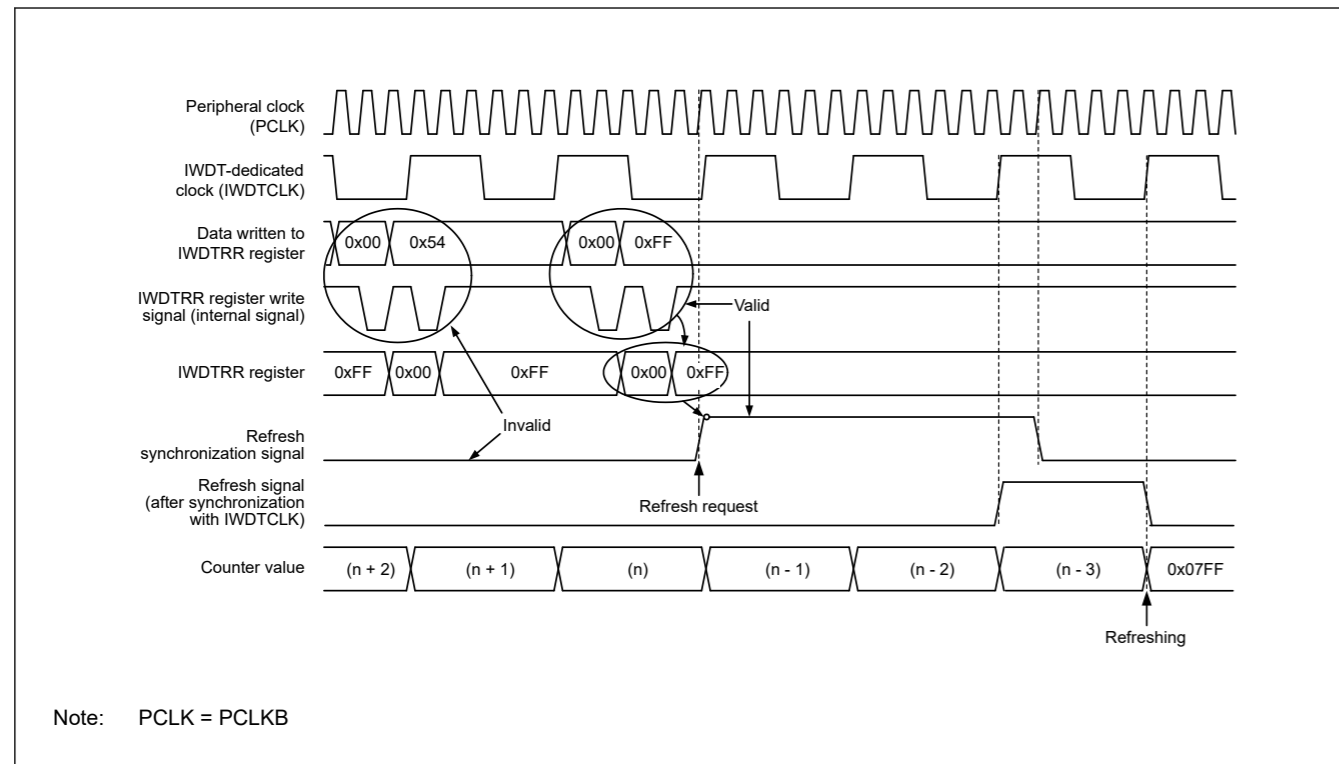 Peripheral clock
(PCLK)
IWDT-dedicated
clock (IWDTCLK)
Data written to
IWDTRR register
0x00 0x54 0x00 0xFF
IWDTRR register write
signal (internal signal)
Valid
IWDTRR register
0xFF 0x00 0xFF 0x00 0xFF
Invalid
Refresh
synchronization signal
Refresh request
Refresh signal
(after synchronization
with IWDTCLK)
Counter value
(n + 2) (n + 1) (n) (n - 1) (n - 2) (n - 3) 0x07FF
Refreshing
Note: PCLK = PCLKB